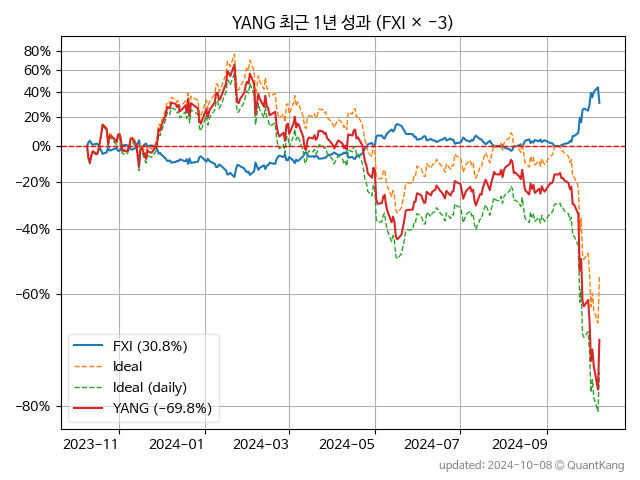 YANG 최근 1년 성과 (FXI × −3)
80%
60%
40%
20%
0%
−20%
−40%
−60%
−80%
FXI (30.8%)
Ideal
Ideal (daily)
YANG (−69.8%)
2023-11 2024-01 2024-03 2024-05 2024-07 2024-09
updated: 2024-10-08 © QuantKang